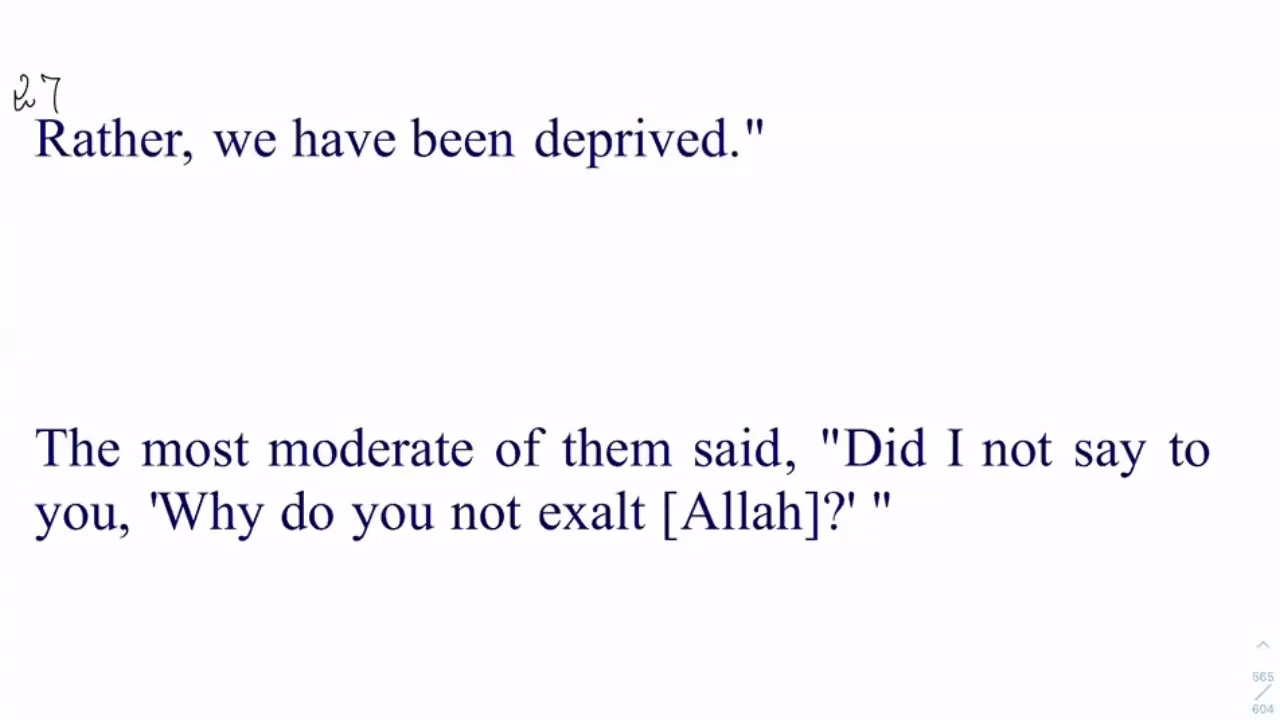 27
Rather, we have been deprived."
The most moderate of them said, "Did I not say to
you, 'Why do you not exalt [Allah]?' "
565
604